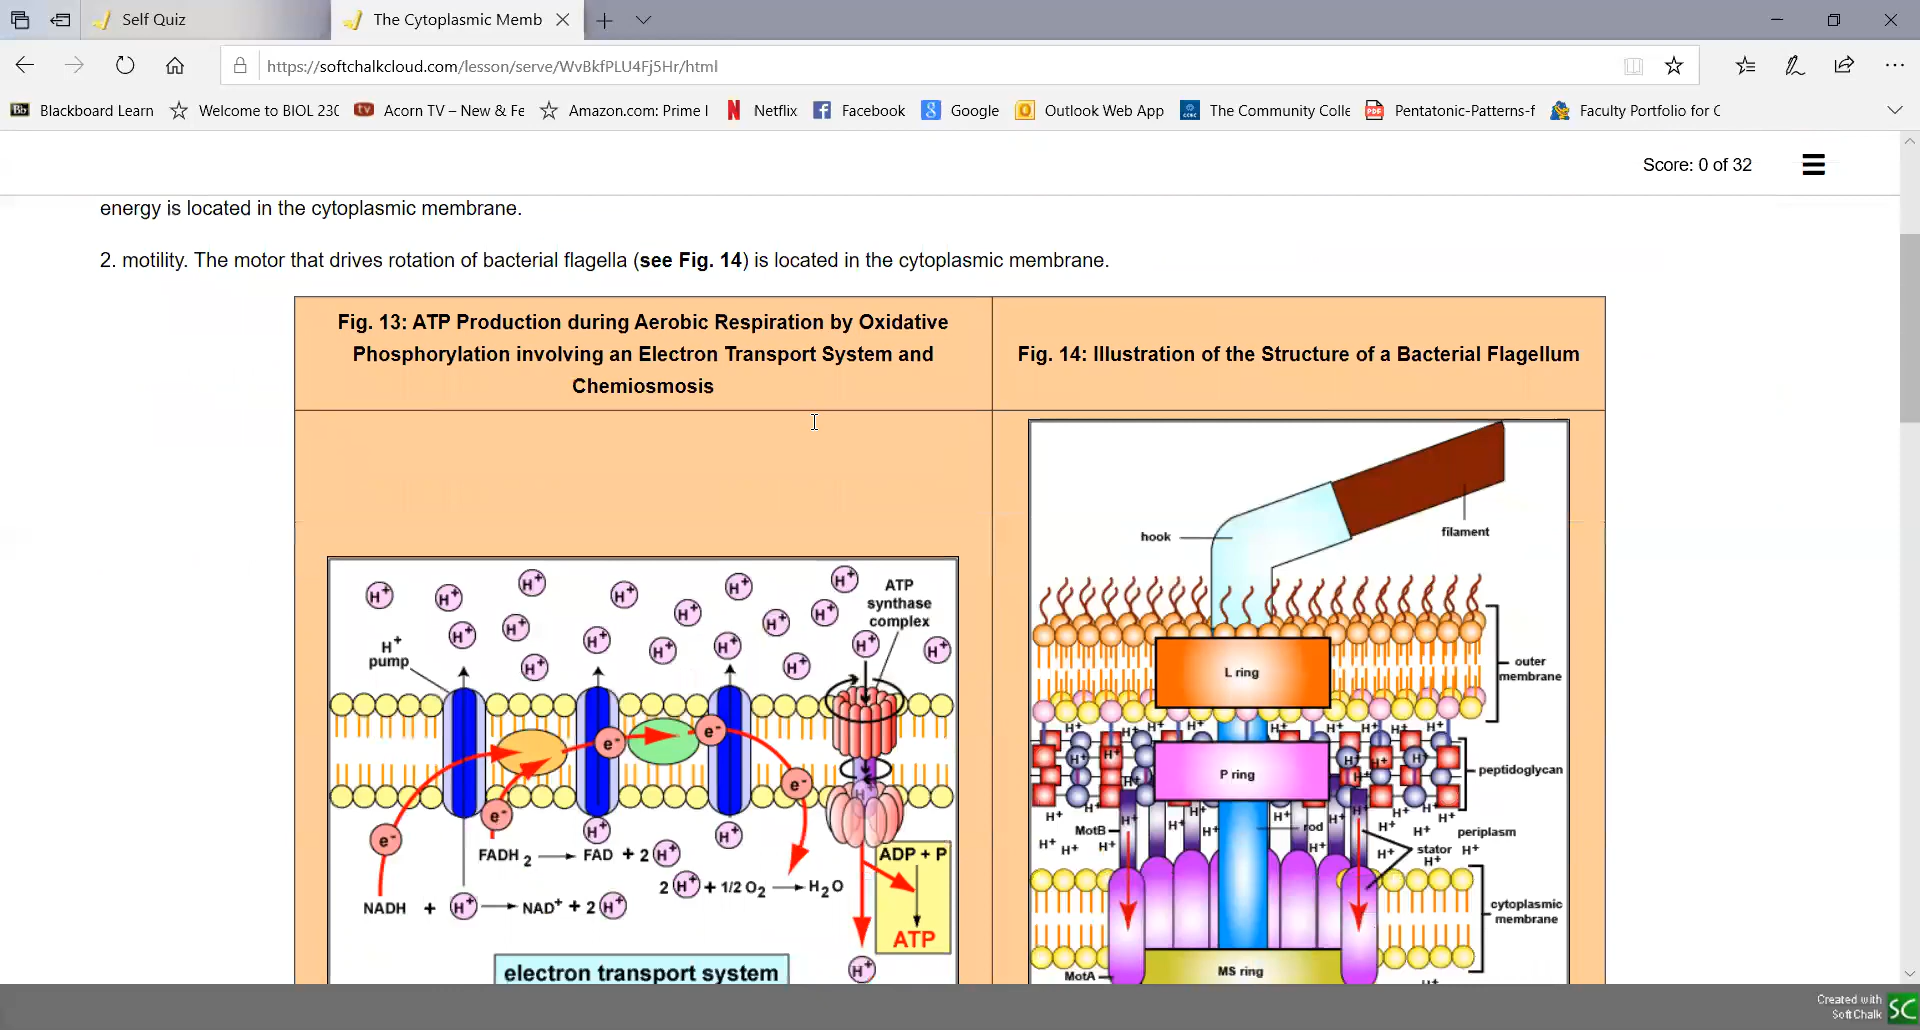 Self Quiz
The Cytoplasmic Memb
https://softchalkcloud.com/lesson/serve/WvBkfPLU4Fj5Hr/html
Bb Blackboard Learn
Welcome to BIOL 230
tv Acorn TV – New & Fe
Amazon.com: Prime I
N Netflix
f Facebook
8 Google
O Outlook Web App
CCBC The Community Colle
PDF Pentatonic-Patterns-f
Faculty Portfolio for C
Score: 0 of 32
energy is located in the cytoplasmic membrane.
2. motility. The motor that drives rotation of bacterial flagella (see Fig. 14) is located in the cytoplasmic membrane.
Fig. 13: ATP Production during Aerobic Respiration by Oxidative
Phosphorylation involving an Electron Transport System and
Chemiosmosis
Fig. 14: Illustration of the Structure of a Bacterial Flagellum
H+ H+ H+ H+ H+ H+
H+ H+ H+ H+ H+ H+
H+ H+ H+ H+ H+ H+
ATP
synthase
complex
H+
pump
e- e- e- e- e-
H+ H+ H+
FADH2 → FAD + 2 H+
2 H+ + 1/2 O2 → H2O
NADH + H+ → NAD+ + 2 H+
ADP + P
ATP
H+
electron transport system
hook
filament
L ring
outer
membrane
H+ H+ H+ H+ H+
P ring
peptidoglycan
H+ H+ H+ H+
MotB
rod
periplasm
stator
H+ H+ H+ H+
cytoplasmic
membrane
MotA
MS ring
Created with
SoftChalk
SC